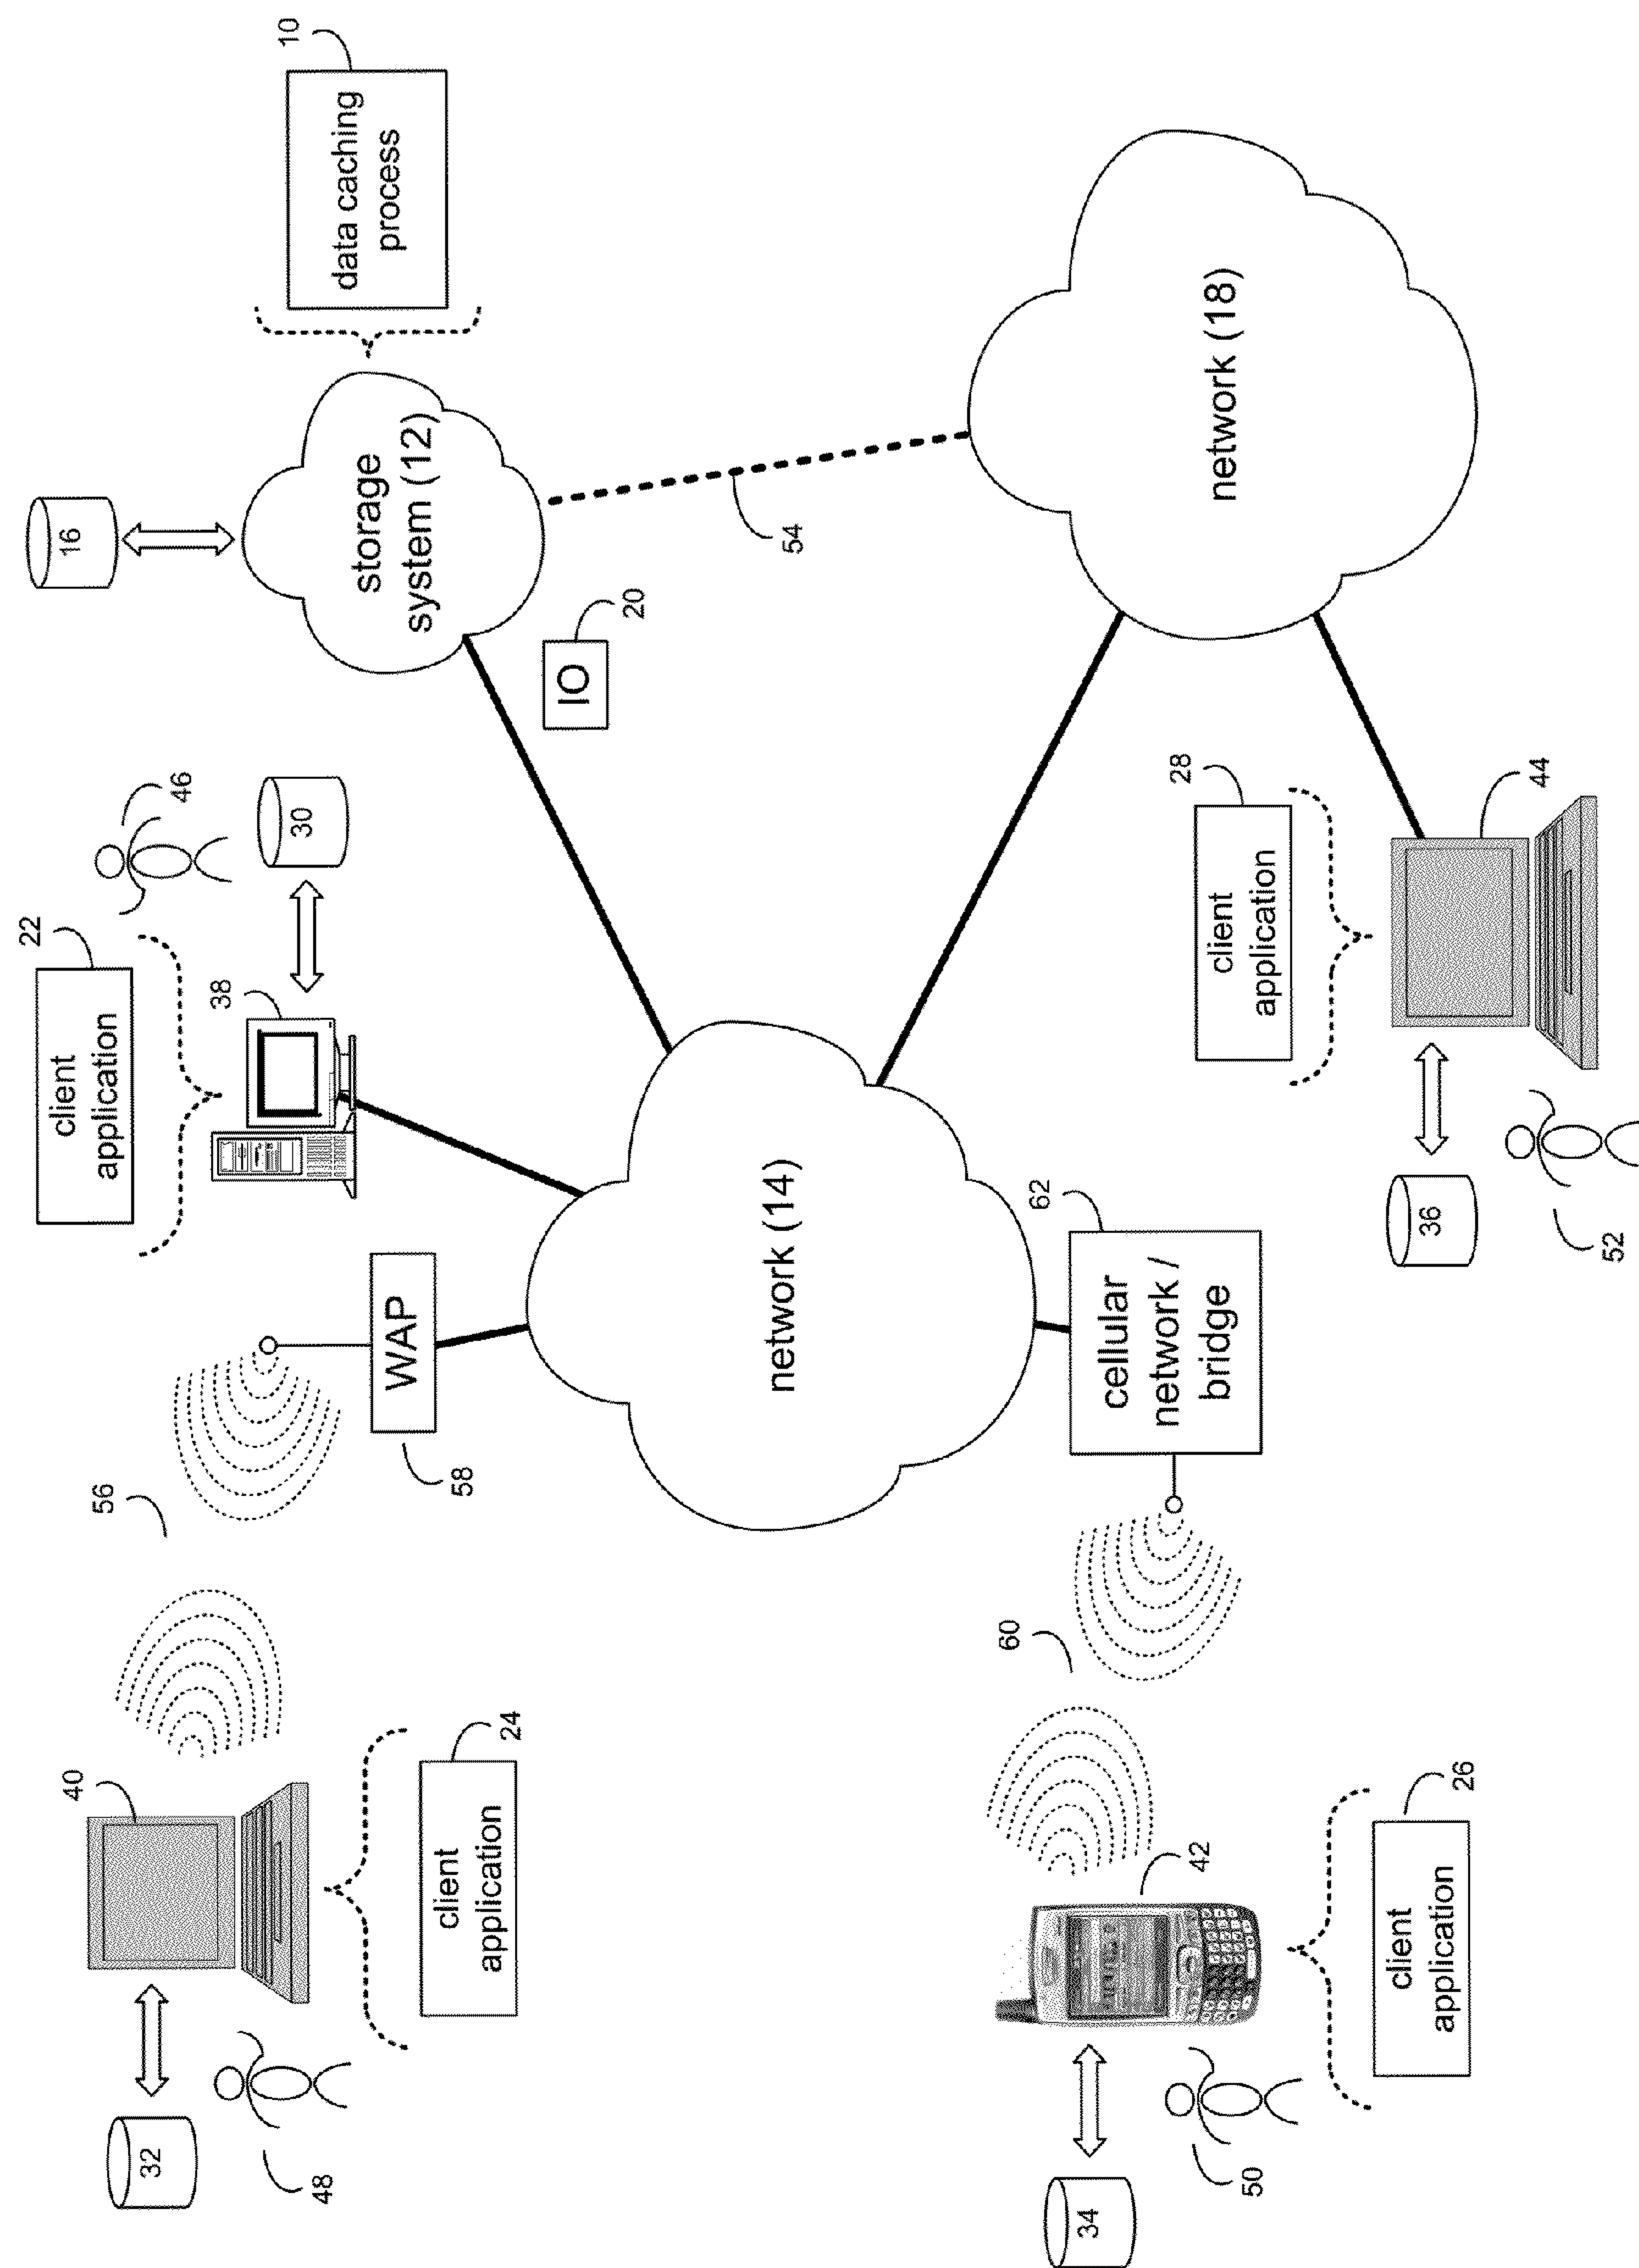 32
48
40
client
application
24
56
WAP
58
client
application
22
38
46
30
16
storage
system (12)
IO
20
10
data caching
process
54
network (14)
network (18)
34
50
42
client
application
26
60
62
cellular
network /
bridge
36
52
client
application
28
44